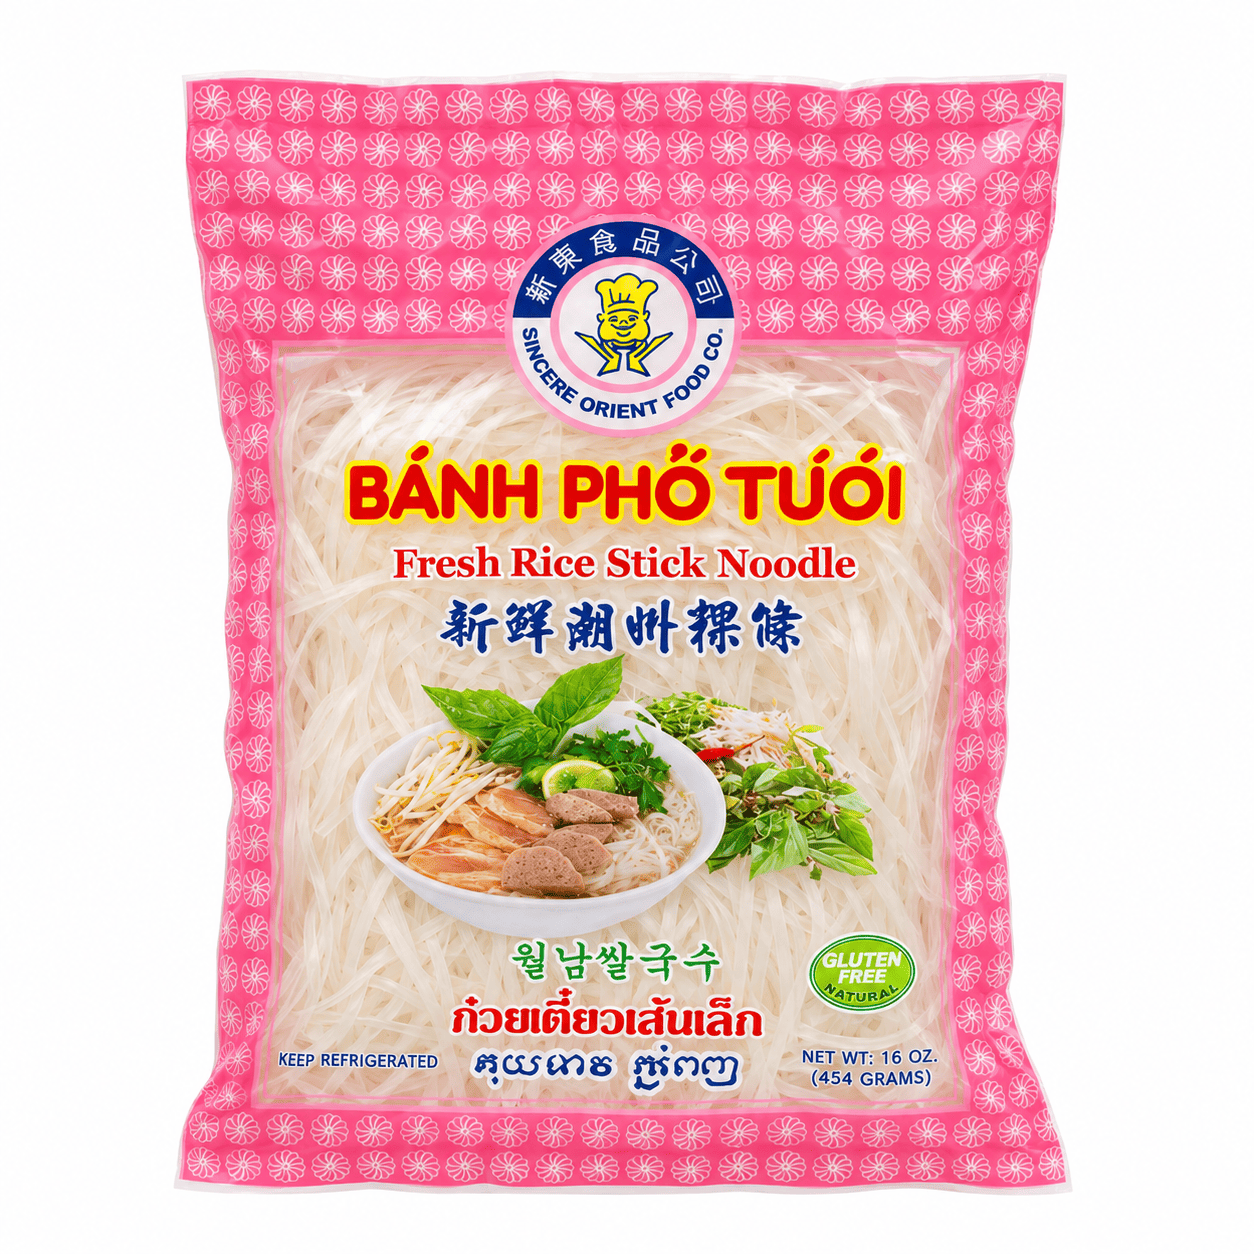 新東食品公司
SINCERE ORIENT FOOD CO.®
BÁNH PHỞ TƯƠI
Fresh Rice Stick Noodle
新鮮潮州粿條
월남쌀국수
GLUTEN
FREE
NATURAL
ก๋วยเตี๋ยวเส้นเล็ก
KEEP REFRIGERATED
NET WT: 16 OZ.
(454 GRAMS)